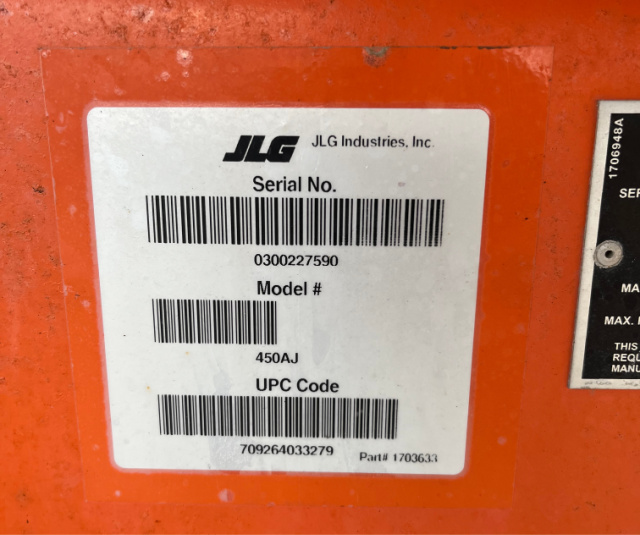 JLG JLG Industries, Inc.
Serial No.
0300227590
Model #
450AJ
UPC Code
709264033279
Part# 1703633
1706948A
SER
MA
MAX.
THIS
REQU
MANU